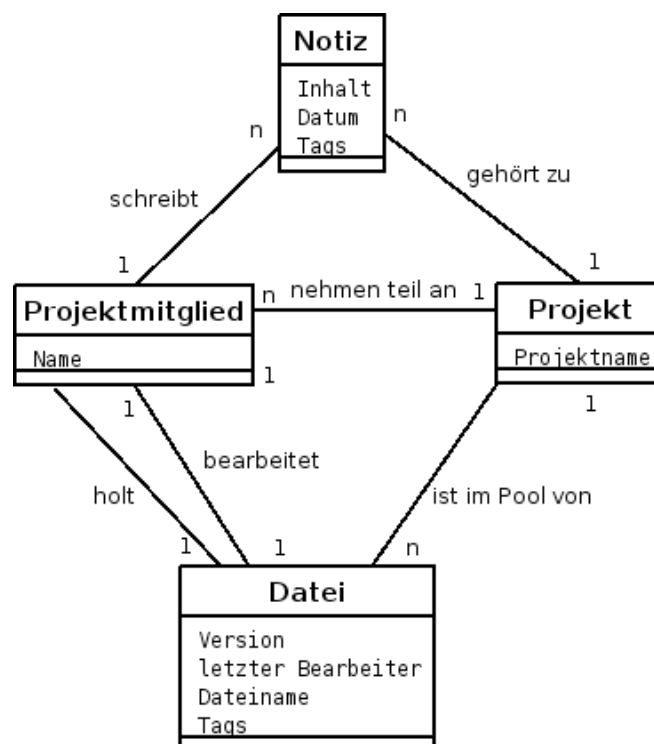 Notiz
Inhalt
Datum
Tags
n
n
schreibt
gehört zu
1
1
Projektmitglied
Name
n
nehmen teil an
1
Projekt
Projektname
1
1
1
bearbeitet
holt
ist im Pool von
1
1
n
Datei
Version
letzter Bearbeiter
Dateiname
Tags